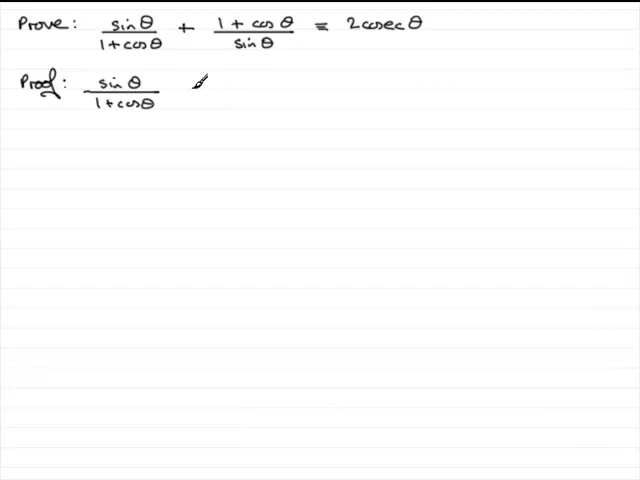 Prove: sinθ/(1+cosθ) + (1 + cosθ)/sinθ ≡ 2cosecθ
Proof: sinθ/(1+cosθ)